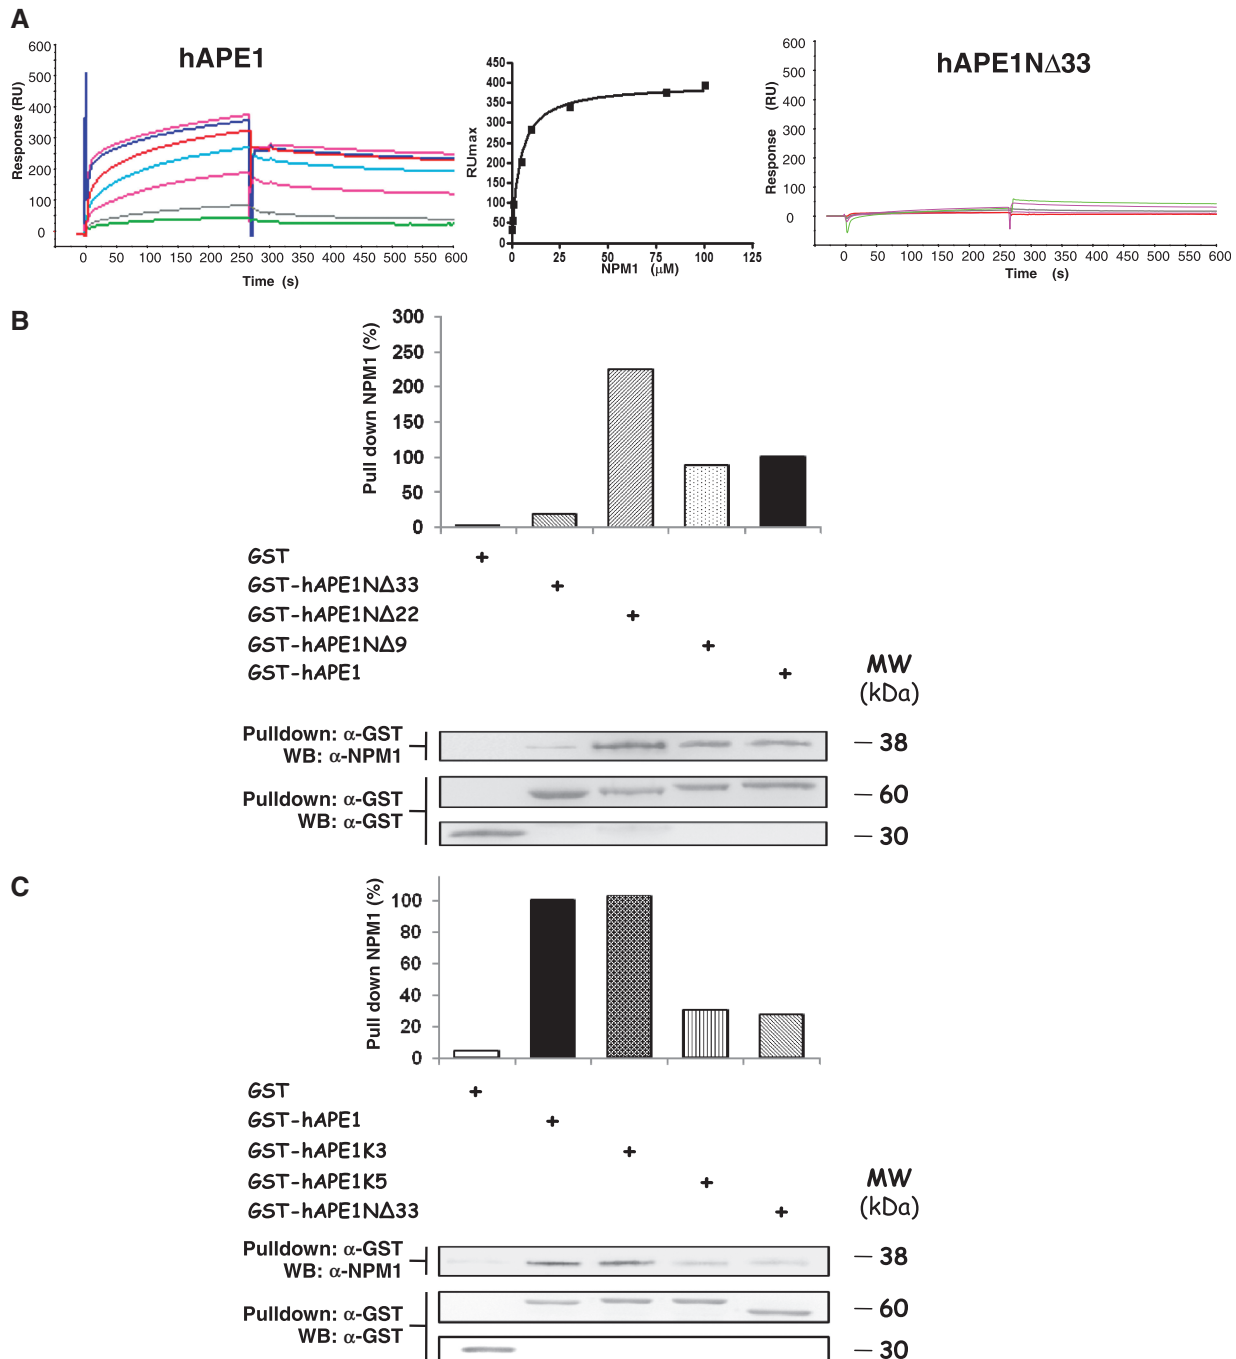 A
hAPE1
Response (RU)
600
500
400
300
200
100
0
0 50 100 150 200 250 300 350 400 450 500 550 600
Time (s)
RUmax
450
400
350
300
250
200
150
100
50
0
0 25 50 75 100 125
NPM1 (μM)
hAPE1NΔ33
Response (RU)
600
500
400
300
200
100
0
0 50 100 150 200 250 300 350 400 450 500 550 600
Time (s)
B
Pull down NPM1 (%)
300
250
200
150
100
50
0
GST +
GST-hAPE1NΔ33 +
GST-hAPE1NΔ22 +
GST-hAPE1NΔ9 +
GST-hAPE1 +
MW
(kDa)
Pulldown: α-GST
WB: α-NPM1
— 38
Pulldown: α-GST
WB: α-GST
— 60
— 30
C
Pull down NPM1 (%)
100
80
60
40
20
0
GST +
GST-hAPE1 +
GST-hAPE1K3 +
GST-hAPE1K5 +
GST-hAPE1NΔ33 +
MW
(kDa)
Pulldown: α-GST
WB: α-NPM1
— 38
Pulldown: α-GST
WB: α-GST
— 60
— 30